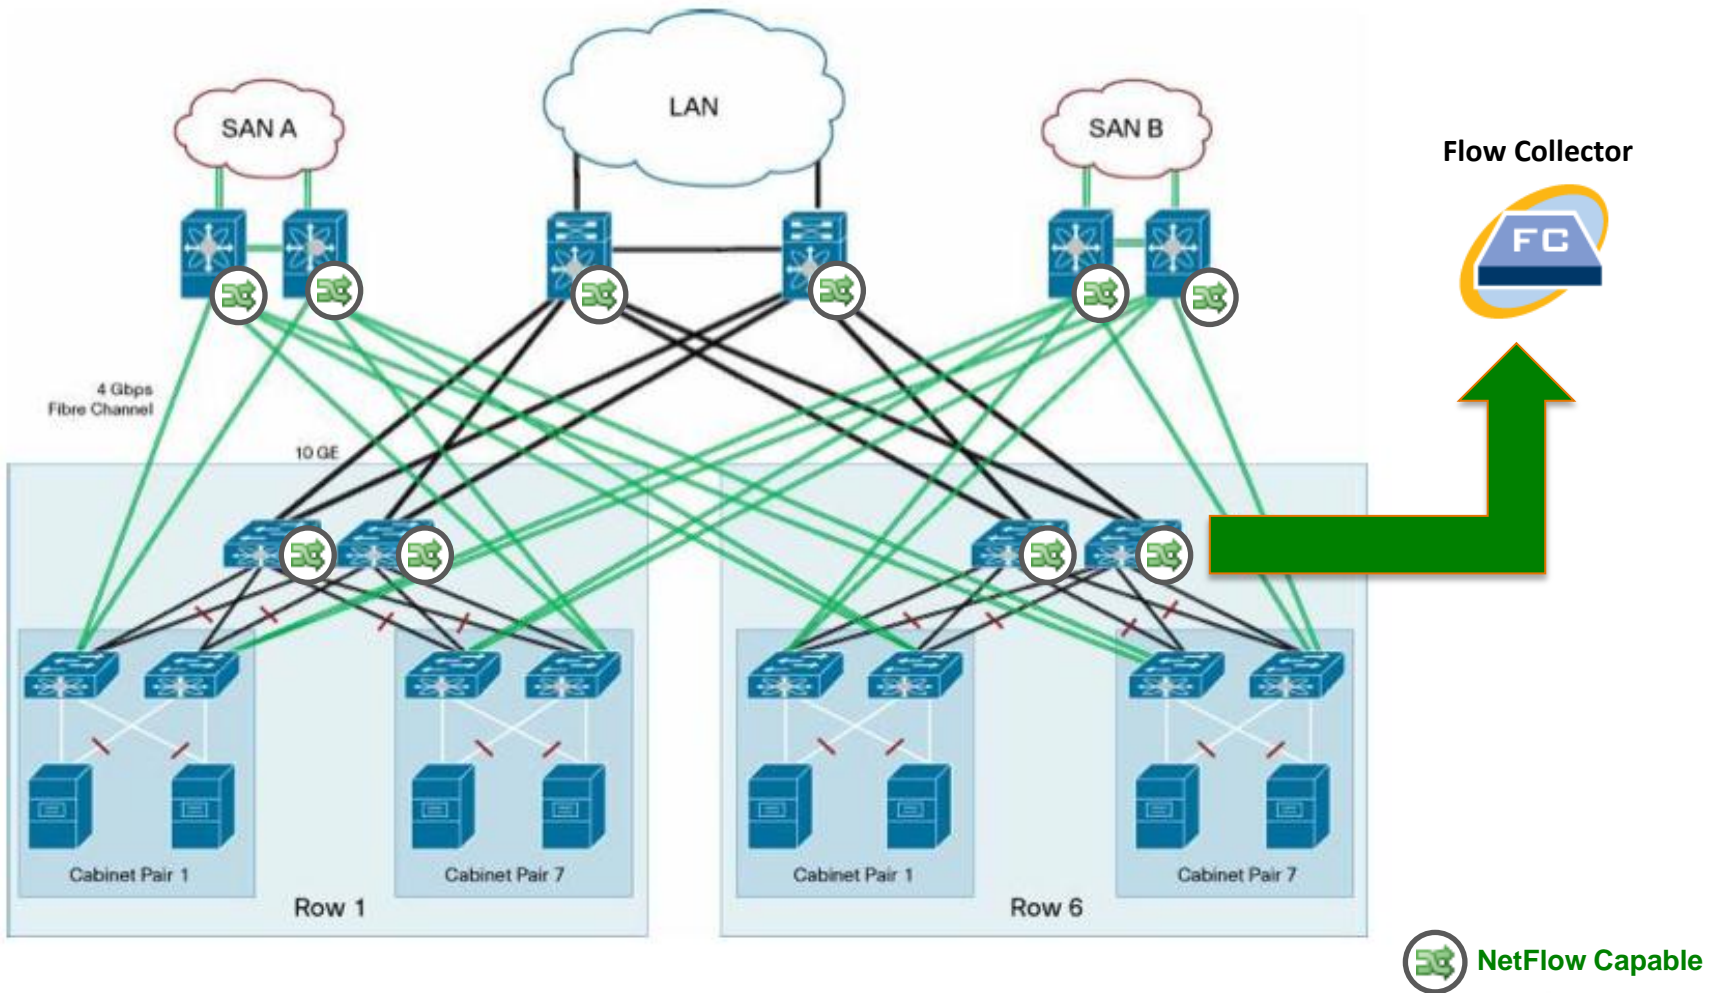 LAN
SAN A
SAN B
Flow Collector
FC
4 Gbps
Fibre Channel
10 GE
Cabinet Pair 1
Cabinet Pair 7
Cabinet Pair 1
Cabinet Pair 7
Row 1
Row 6
NetFlow Capable